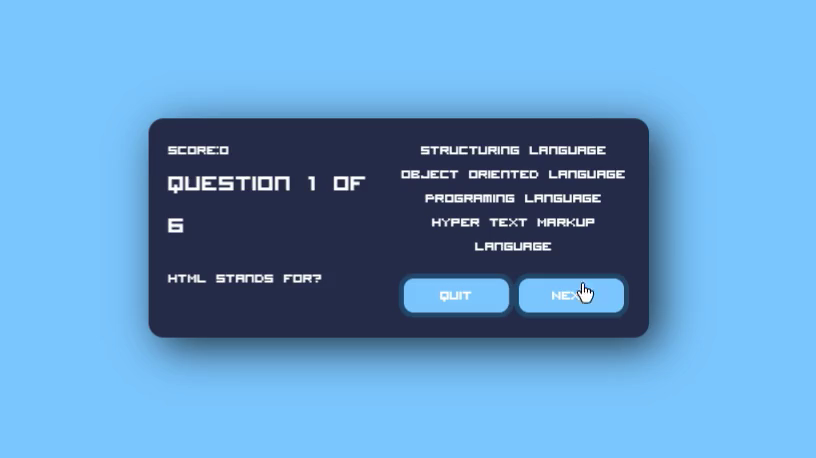 SCORE:0
QUESTION 1 OF
6
HTML STANDS FOR?
STRUCTURING LANGUAGE
OBJECT ORIENTED LANGUAGE
PROGRAMING LANGUAGE
HYPER TEXT MARKUP
LANGUAGE
QUIT